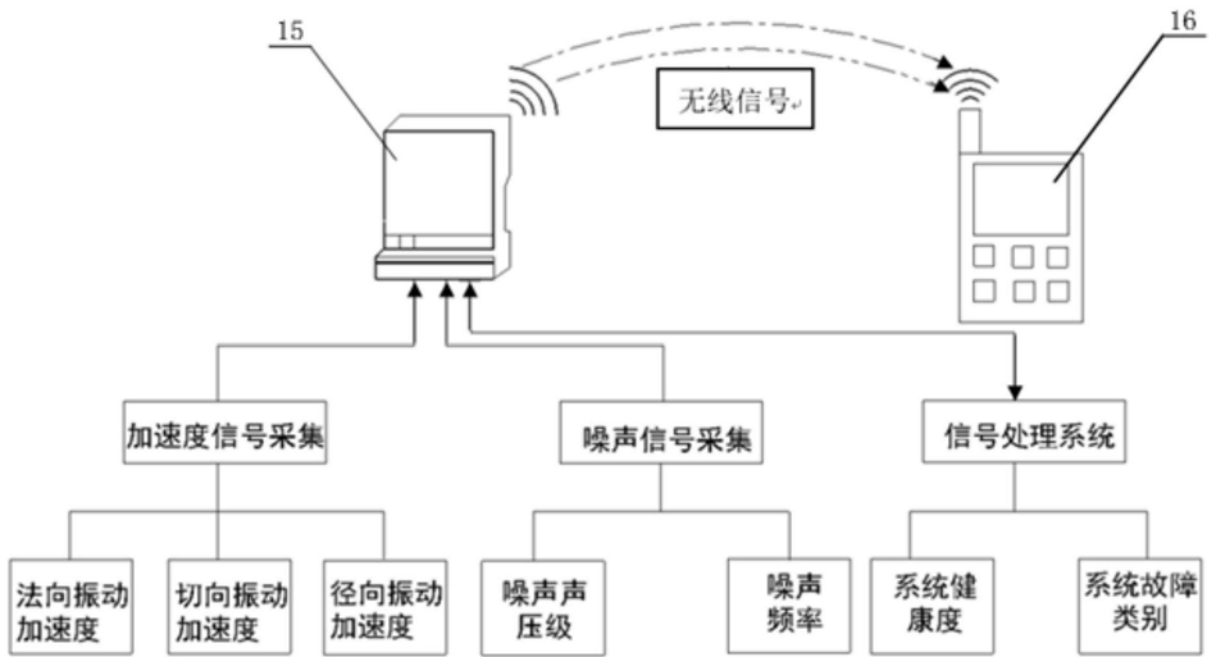 15
16
无线信号
加速度信号采集
噪声信号采集
信号处理系统
法向振动
加速度
切向振动
加速度
径向振动
加速度
噪声声
压级
噪声
频率
系统健
康度
系统故障
类别